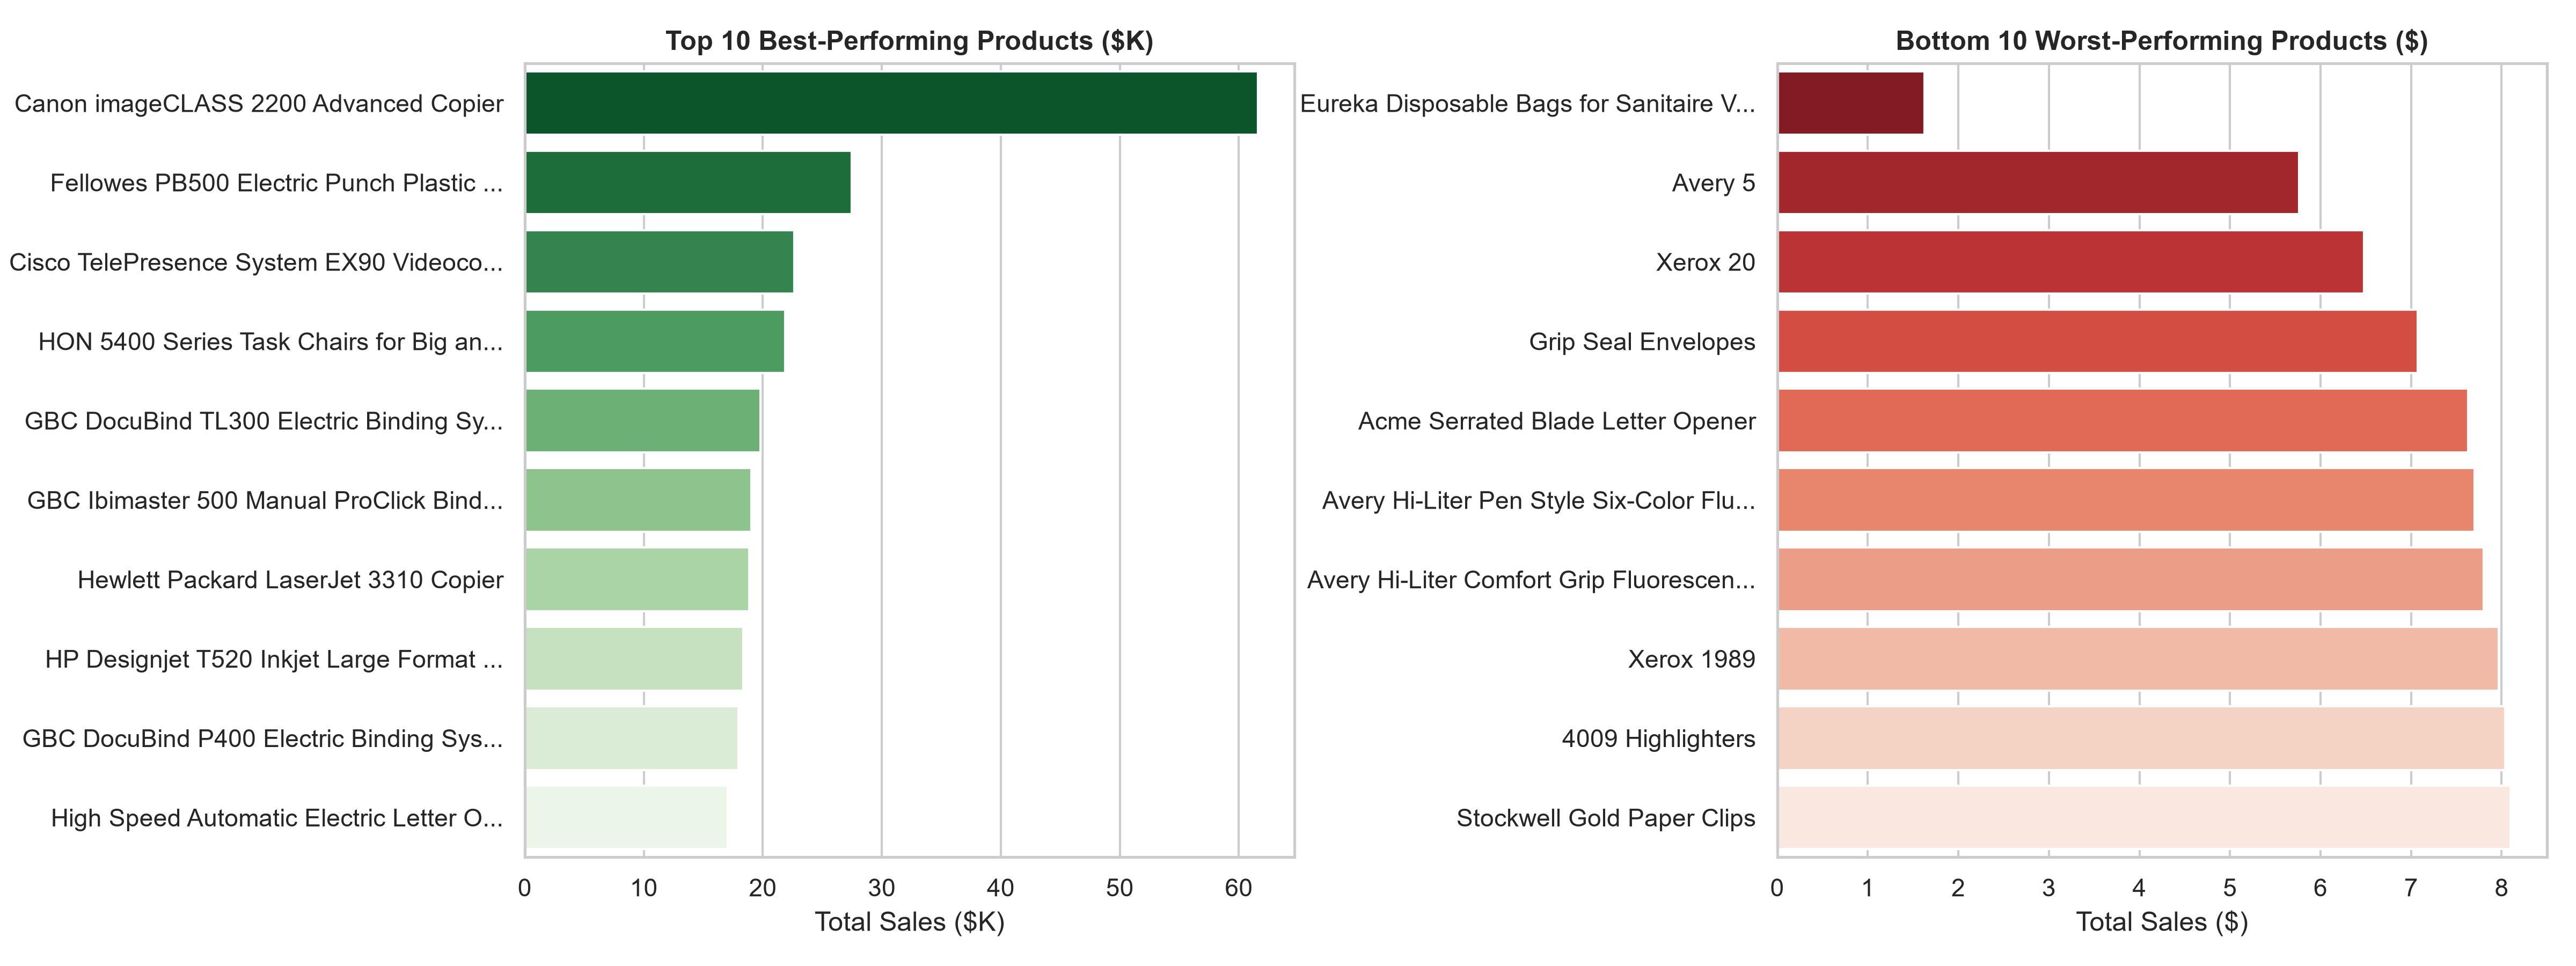 Top 10 Best-Performing Products ($K)
Canon imageCLASS 2200 Advanced Copier
Fellowes PB500 Electric Punch Plastic ...
Cisco TelePresence System EX90 Videoco...
HON 5400 Series Task Chairs for Big an...
GBC DocuBind TL300 Electric Binding Sy...
GBC Ibimaster 500 Manual ProClick Bind...
Hewlett Packard LaserJet 3310 Copier
HP Designjet T520 Inkjet Large Format ...
GBC DocuBind P400 Electric Binding Sys...
High Speed Automatic Electric Letter O...
0 10 20 30 40 50 60
Total Sales ($K)
Bottom 10 Worst-Performing Products ($)
Eureka Disposable Bags for Sanitaire V...
Avery 5
Xerox 20
Grip Seal Envelopes
Acme Serrated Blade Letter Opener
Avery Hi-Liter Pen Style Six-Color Flu...
Avery Hi-Liter Comfort Grip Fluorescen...
Xerox 1989
4009 Highlighters
Stockwell Gold Paper Clips
0 1 2 3 4 5 6 7 8
Total Sales ($)